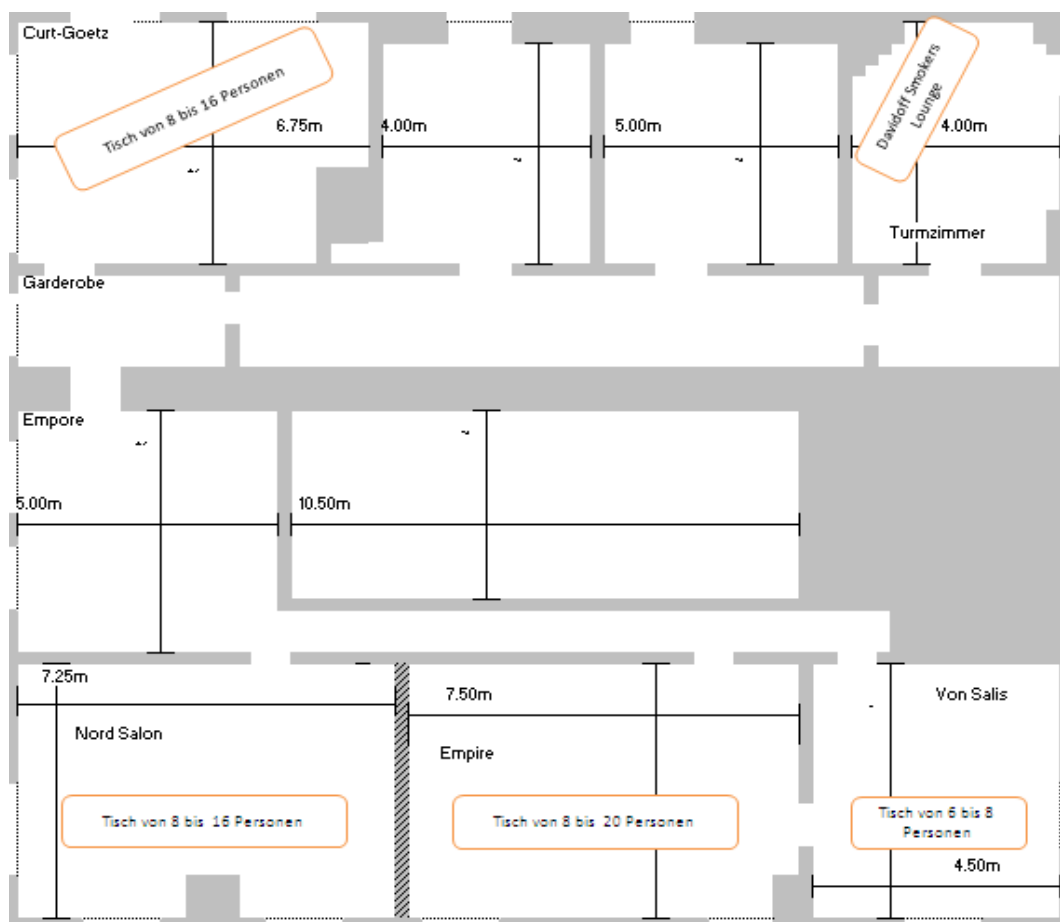 Curt-Goetz
Tisch von 8 bis 16 Personen
6.75m
4.00m
5.00m
Davidoff Smokers
Lounge
4.00m
Turmzimmer
Garderobe
Empore
5.00m
10.50m
7.25m
7.50m
Nord Salon
Empire
Von Salis
Tisch von 8 bis 16 Personen
Tisch von 8 bis 20 Personen
Tisch von 6 bis 8
Personen
4.50m